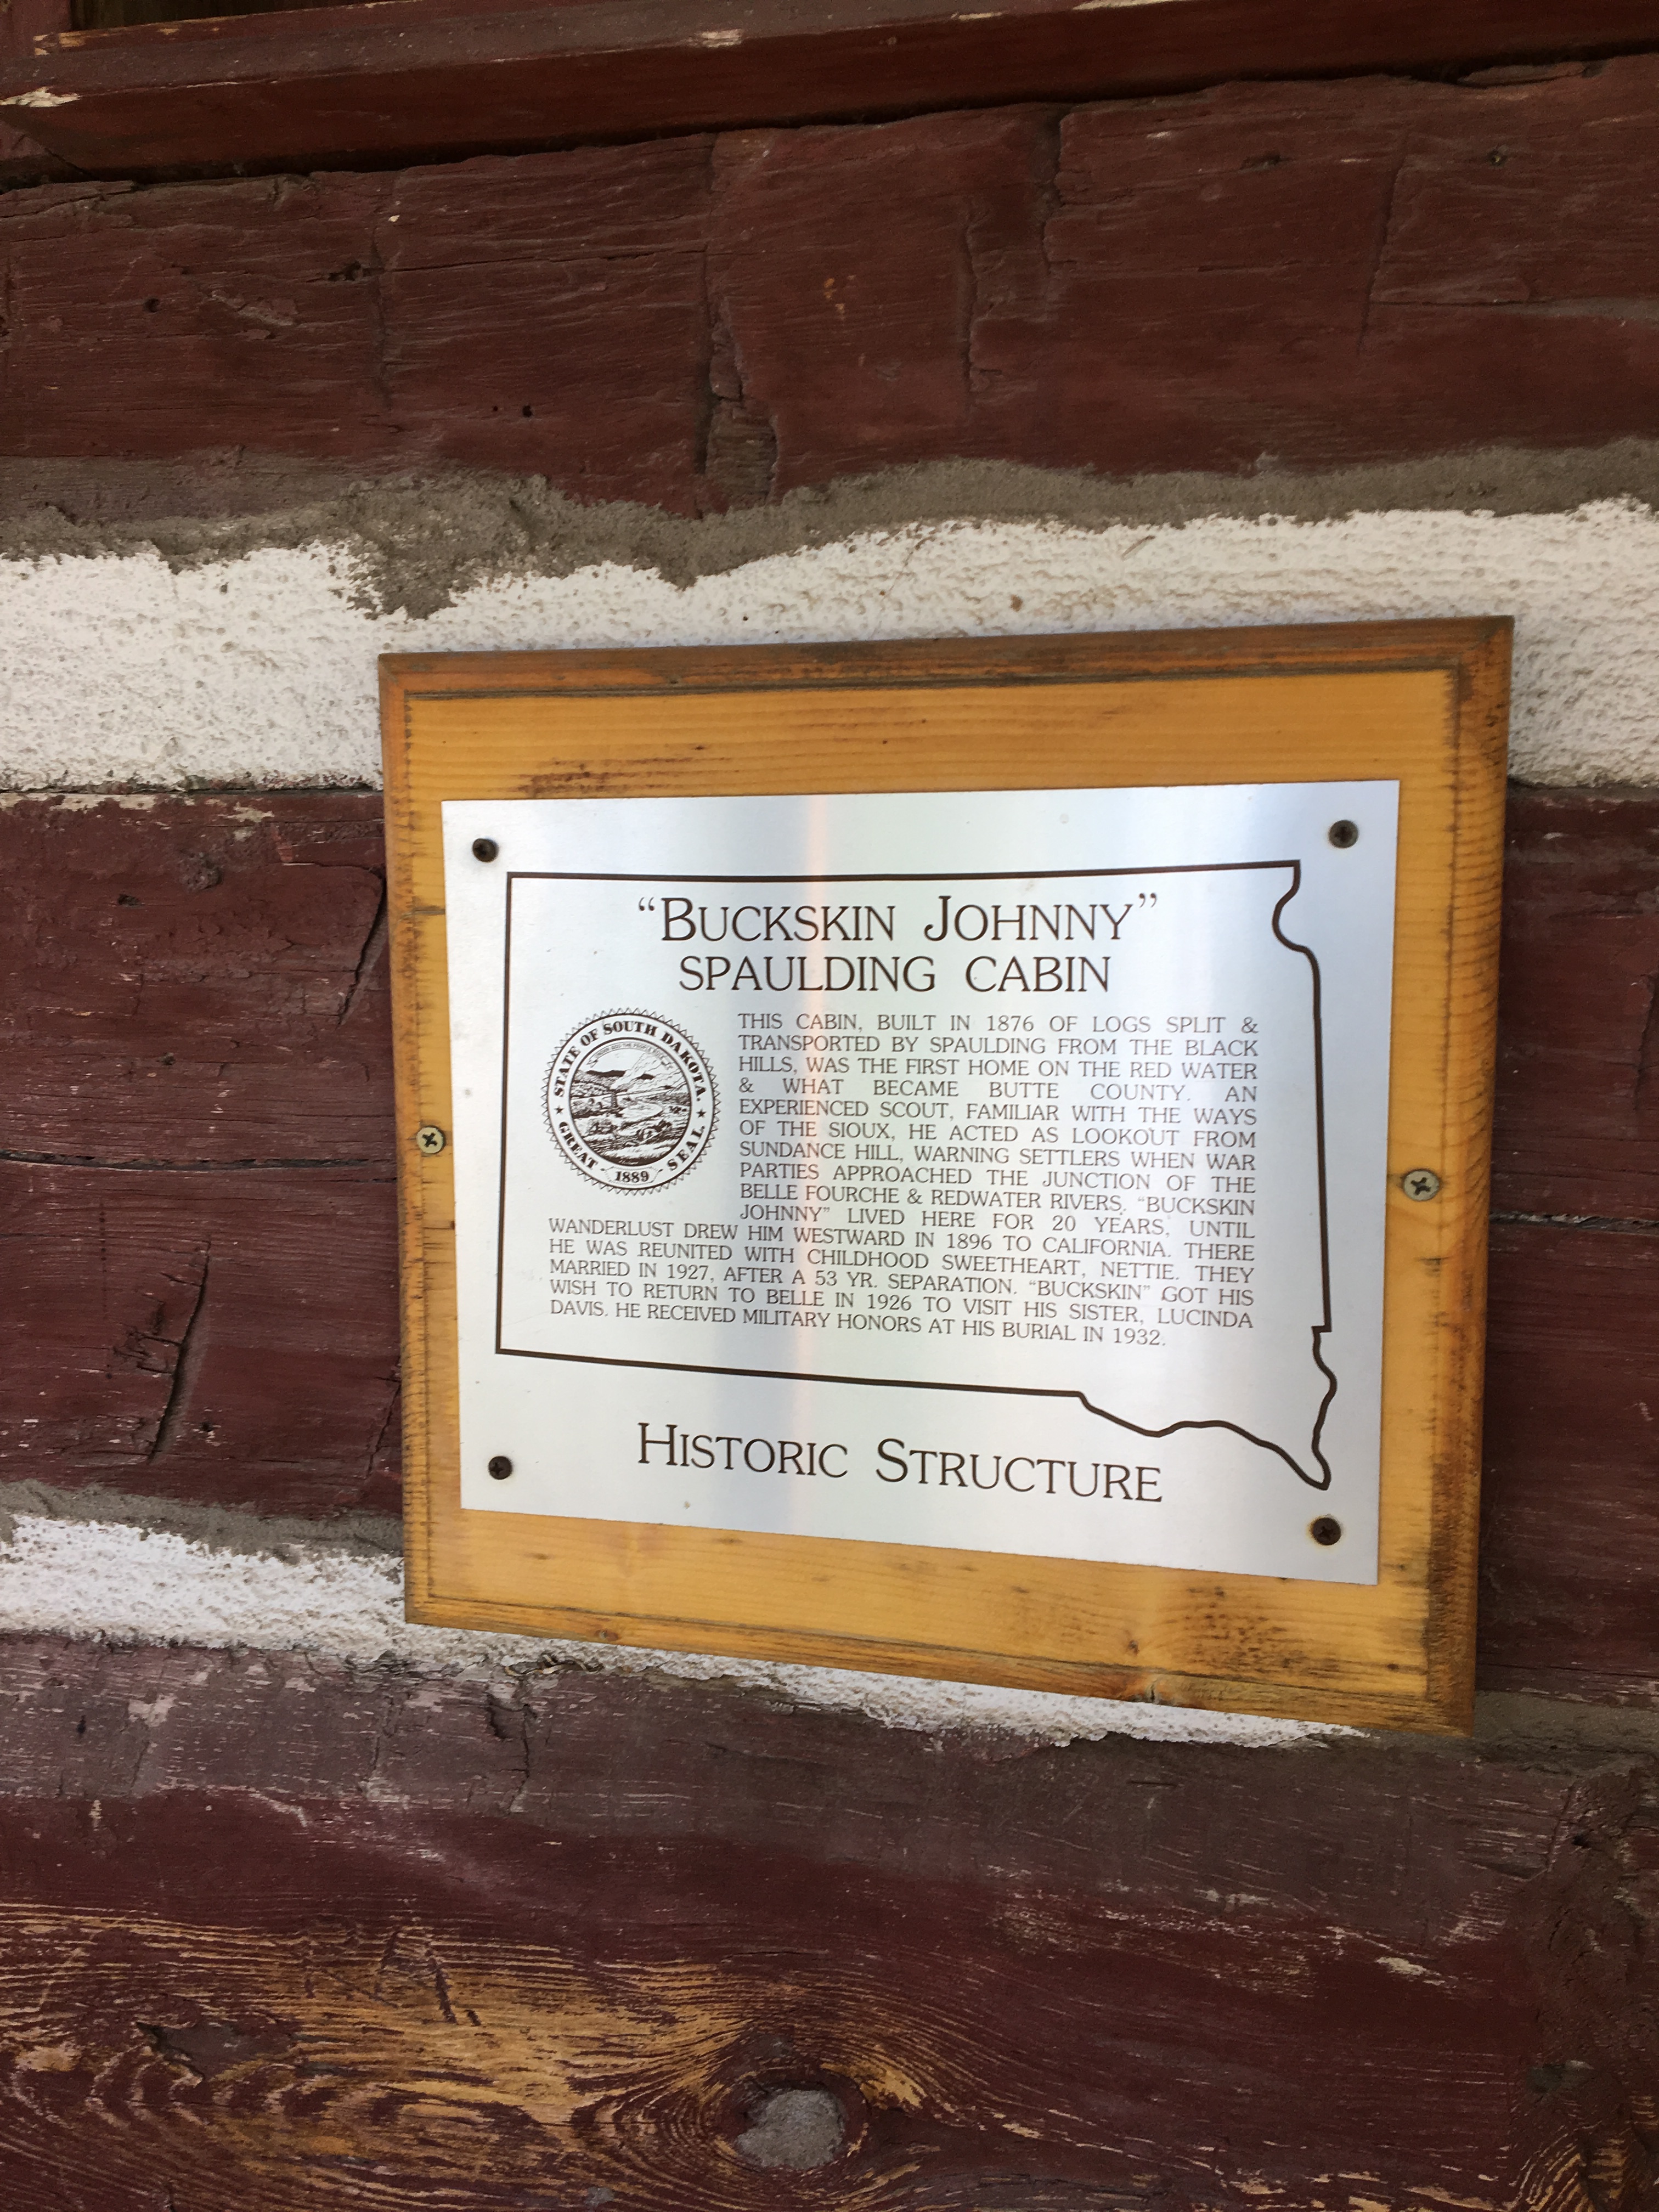 “BUCKSKIN JOHNNY”
SPAULDING CABIN
STATE OF SOUTH DAKOTA.
GREAT SEAL
1889
THIS CABIN, BUILT IN 1876 OF LOGS SPLIT &
TRANSPORTED BY SPAULDING FROM THE BLACK
HILLS, WAS THE FIRST HOME ON THE RED WATER
& WHAT BECAME BUTTE COUNTY. AN
EXPERIENCED SCOUT, FAMILIAR WITH THE WAYS
OF THE SIOUX, HE ACTED AS LOOKOUT FROM
SUNDANCE HILL, WARNING SETTLERS WHEN WAR
PARTIES APPROACHED THE JUNCTION OF THE
BELLE FOURCHE & REDWATER RIVERS. “BUCKSKIN
JOHNNY” LIVED HERE FOR 20 YEARS, UNTIL
WANDERLUST DREW HIM WESTWARD IN 1896 TO CALIFORNIA. THERE
HE WAS REUNITED WITH CHILDHOOD SWEETHEART, NETTIE. THEY
MARRIED IN 1927, AFTER A 53 YR. SEPARATION. “BUCKSKIN” GOT HIS
WISH TO RETURN TO BELLE IN 1926 TO VISIT HIS SISTER, LUCINDA
DAVIS. HE RECEIVED MILITARY HONORS AT HIS BURIAL IN 1932.
HISTORIC STRUCTURE